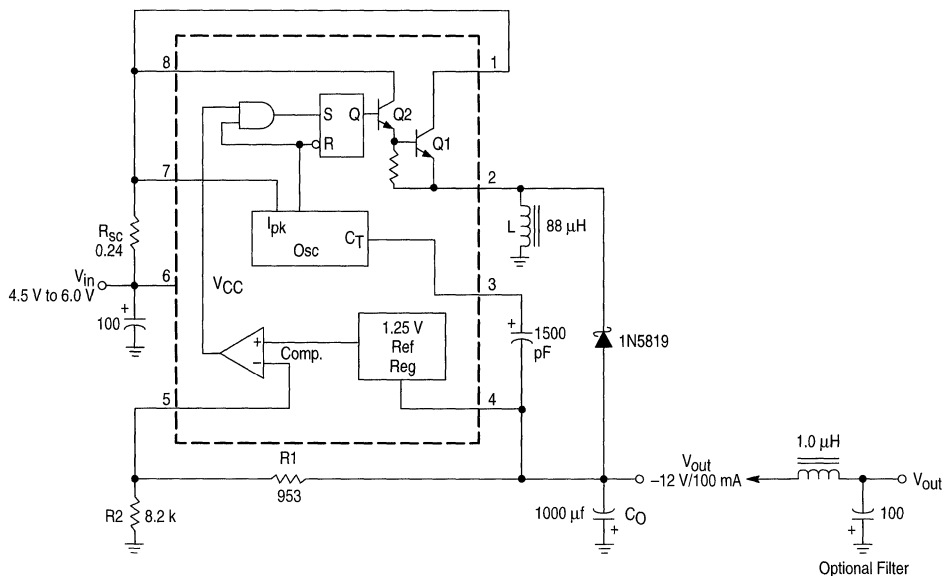 8
1
S
Q
Q2
R
Q1
7
2
Ipk
CT
Osc
L
88 µH
Rsc
0.24
Vin
4.5 V to 6.0 V
6
VCC
3
100
+
+
1500
pF
1N5819
1.25 V
Ref
Reg
+
Comp.
−
5
4
R1
953
Vout
–12 V/100 mA
1.0 µH
Vout
R2
8.2 k
1000 µf
CO
+
100
+
Optional Filter